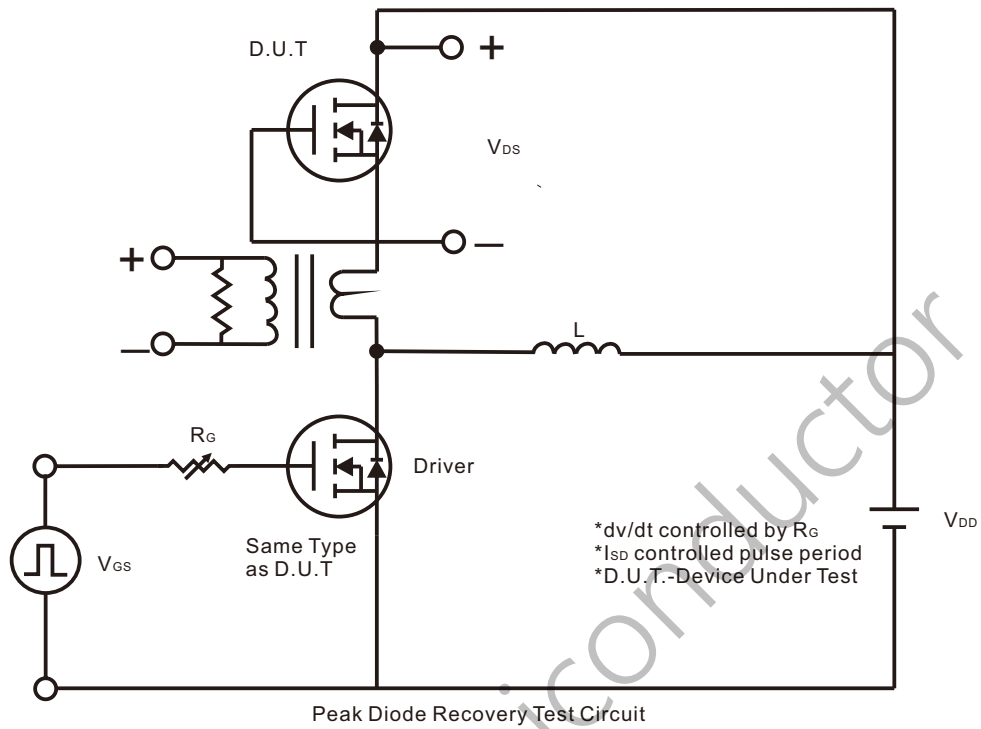 D.U.T
+
VDS
—
+
—
L
RG
Driver
VGS
Same Type
as D.U.T
*dv/dt controlled by RG
*ISD controlled pulse period
*D.U.T.-Device Under Test
VDD
Peak Diode Recovery Test Circuit
iconductor